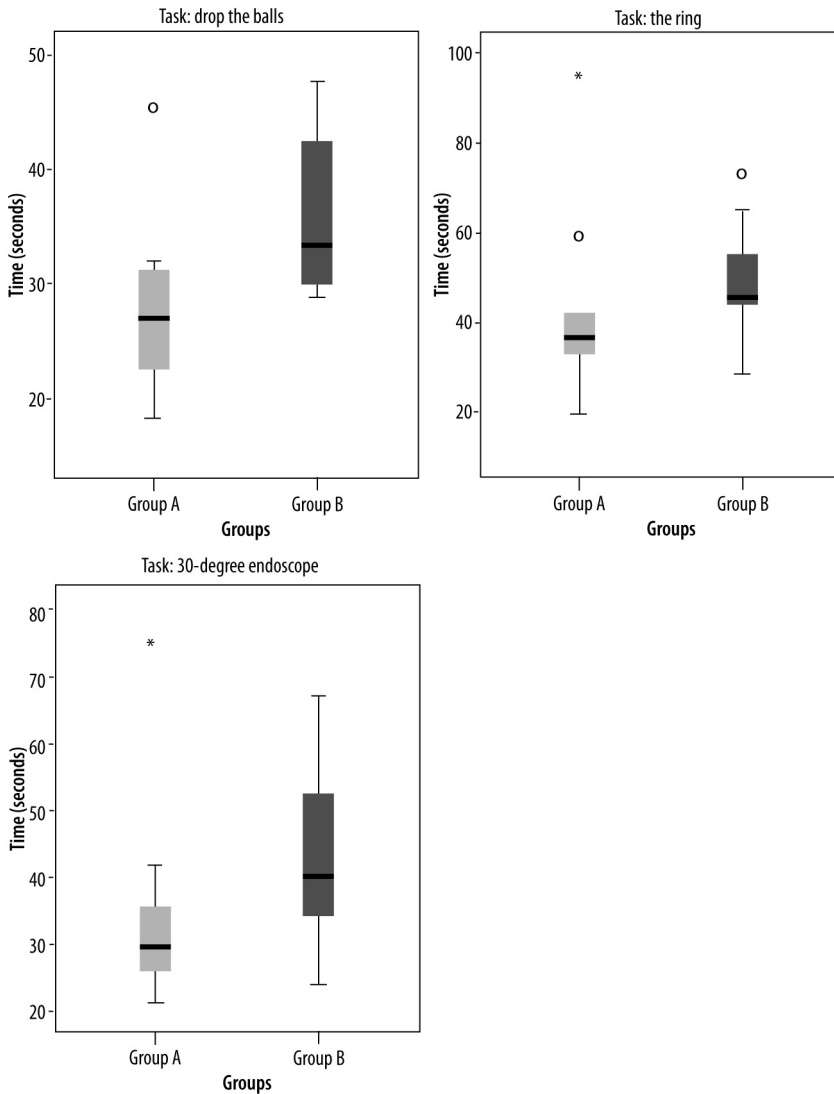 Task: drop the balls
50
40
30
20
Time (seconds)
o
Group A
Group B
Groups
Task: the ring
100
80
60
40
20
Time (seconds)
*
o
o
Group A
Group B
Groups
Task: 30-degree endoscope
80
70
60
50
40
30
20
Time (seconds)
*
Group A
Group B
Groups